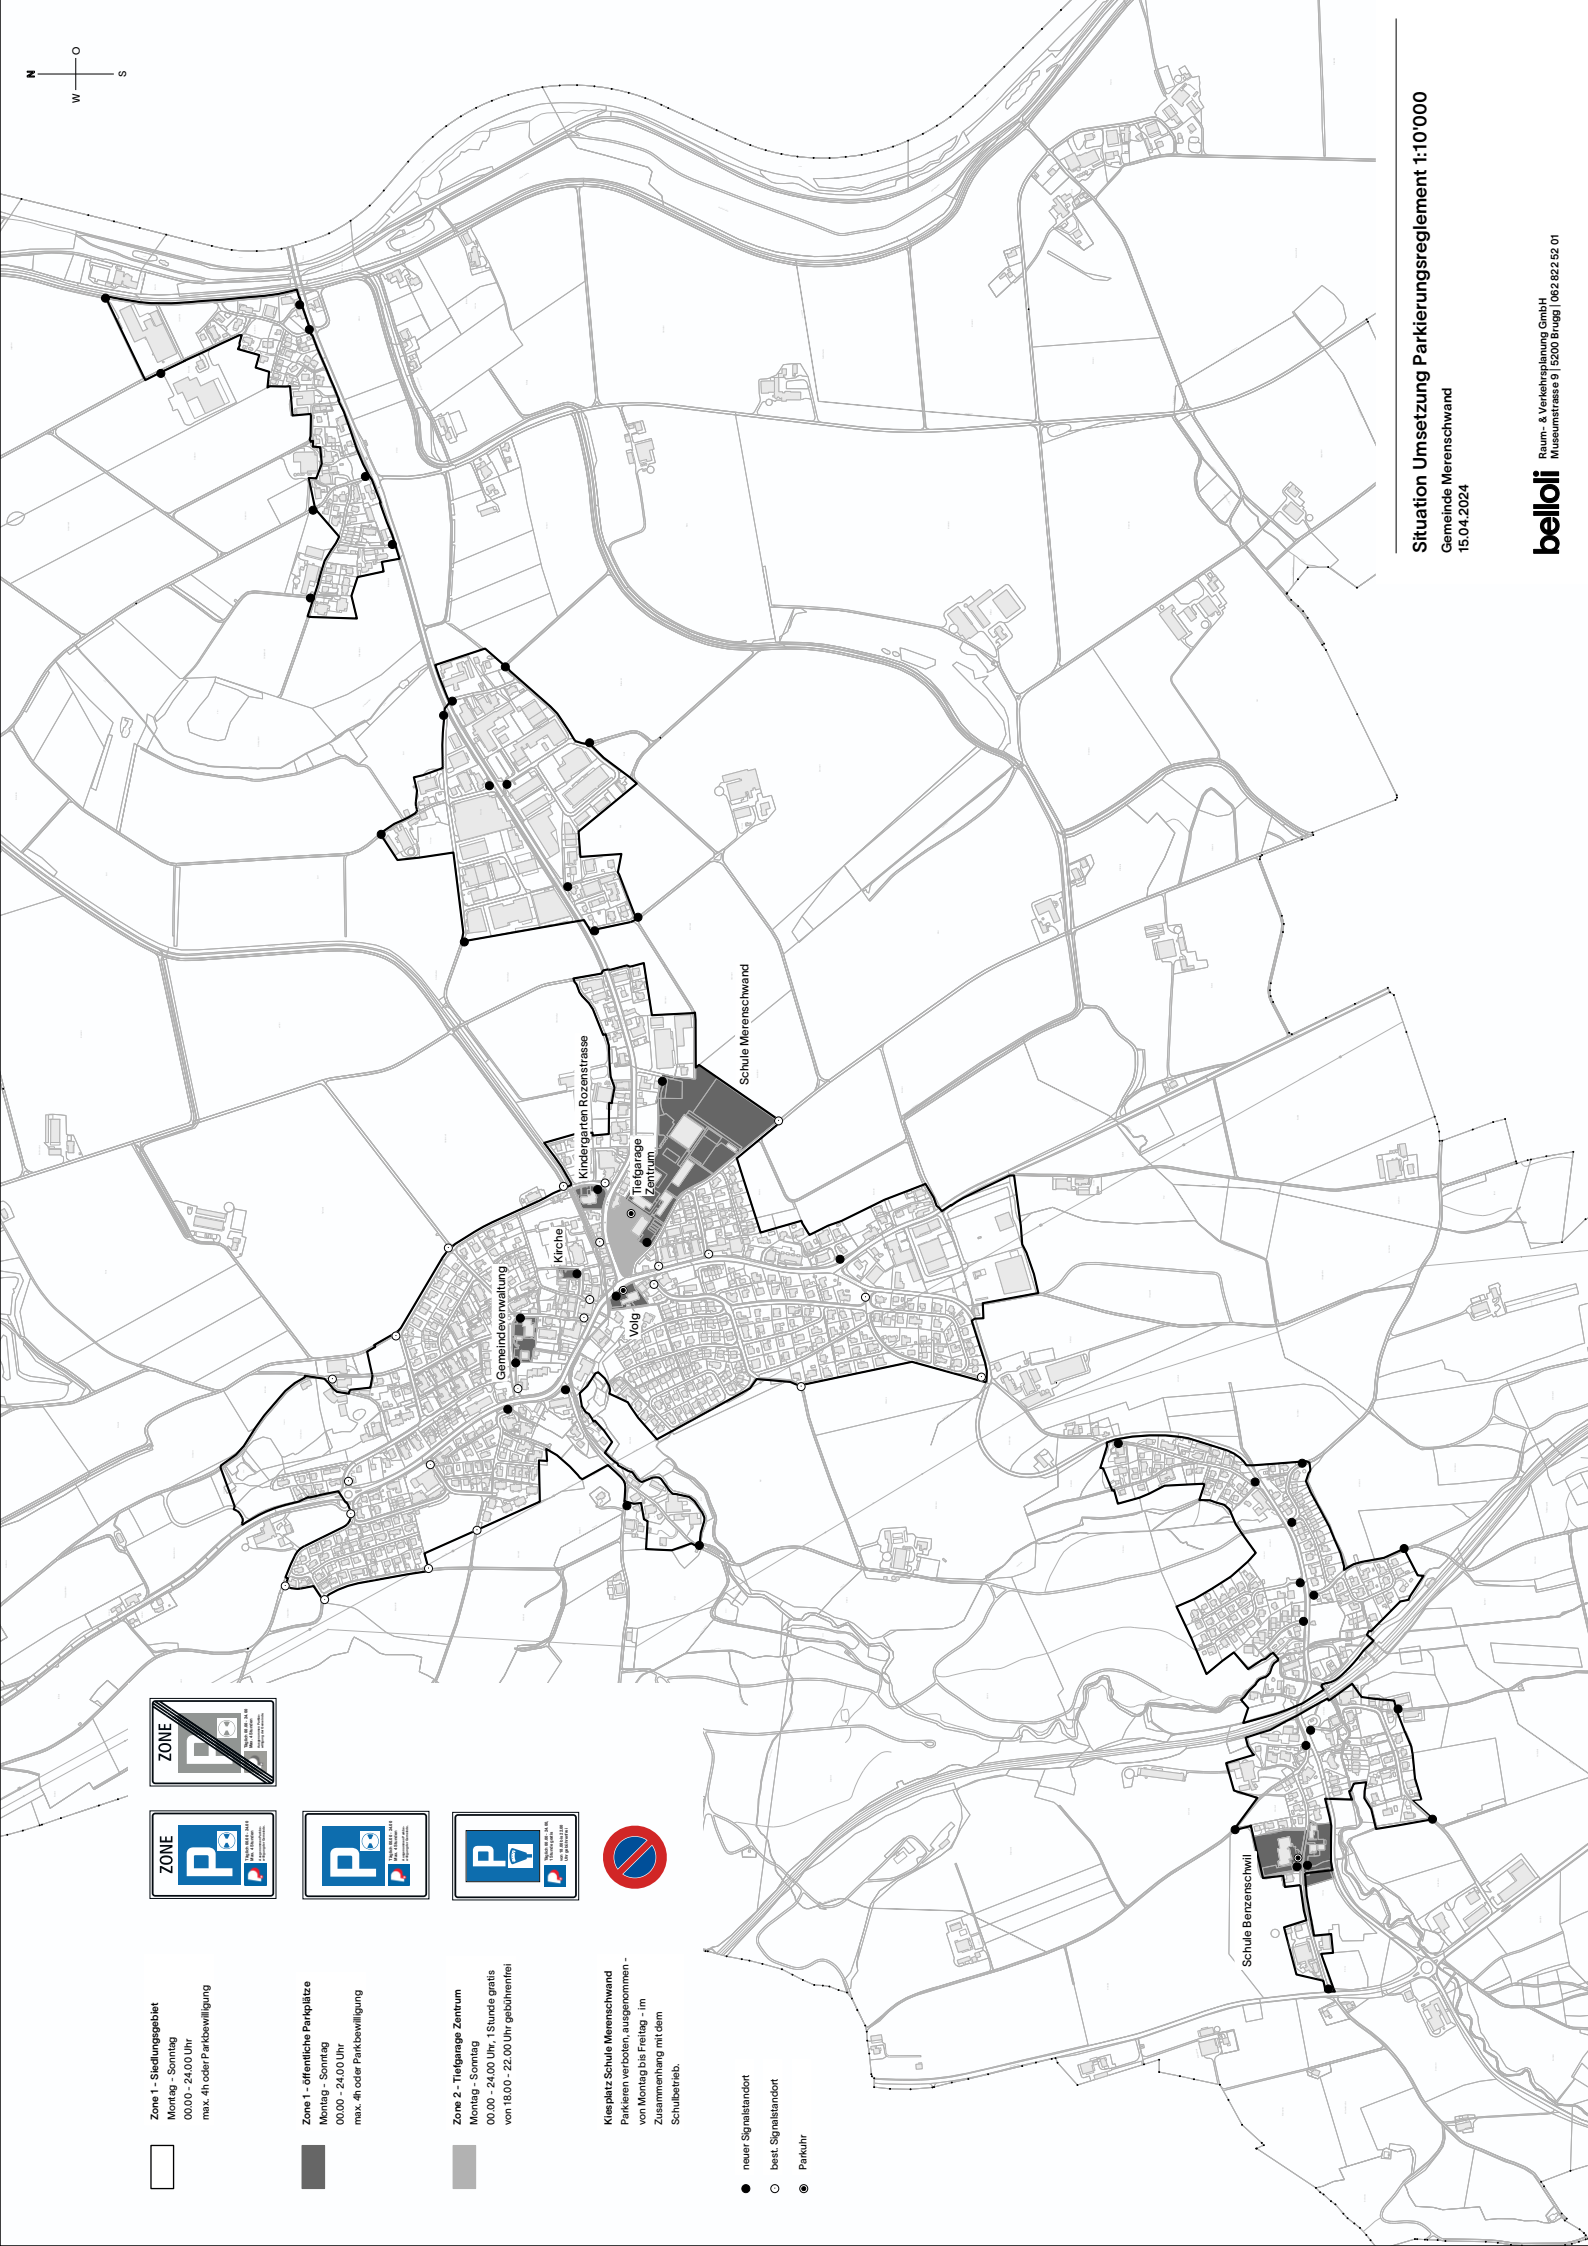 N
W
O
S
Situation Umsetzung Parkierungsreglement 1:10'000
Gemeinde Merenschwand
15.04.2024
belloli
Raum- & Verkehrsplanung GmbH
Museumstrasse 9 | 5200 Brugg | 062 822 52 01
Schule Merenschwand
Kindergarten Rozenstrasse
Tiefgarage
Zentrum
Kirche
Gemeindeverwaltung
Volg
Schule Benzenschwil
ZONE
P
ZONE
P
P
P
Zone 1 - Siedlungsgebiet
Montag - Sonntag
00.00 - 24.00 Uhr
max. 4h oder Parkbewilligung
Zone 1 - öffentliche Parkplätze
Montag - Sonntag
00.00 - 24.00 Uhr
max. 4h oder Parkbewilligung
Zone 2 - Tiefgarage Zentrum
Montag - Sonntag
00.00 - 24.00 Uhr, 1 Stunde gratis
von 18.00 - 22.00 Uhr gebührenfrei
Kiesplatz Schule Merenschwand
Parkieren verboten, ausgenommen -
von Montag bis Freitag - im
Zusammenhang mit dem
Schulbetrieb.
neuer Signalstandort
best. Signalstandort
Parkuhr